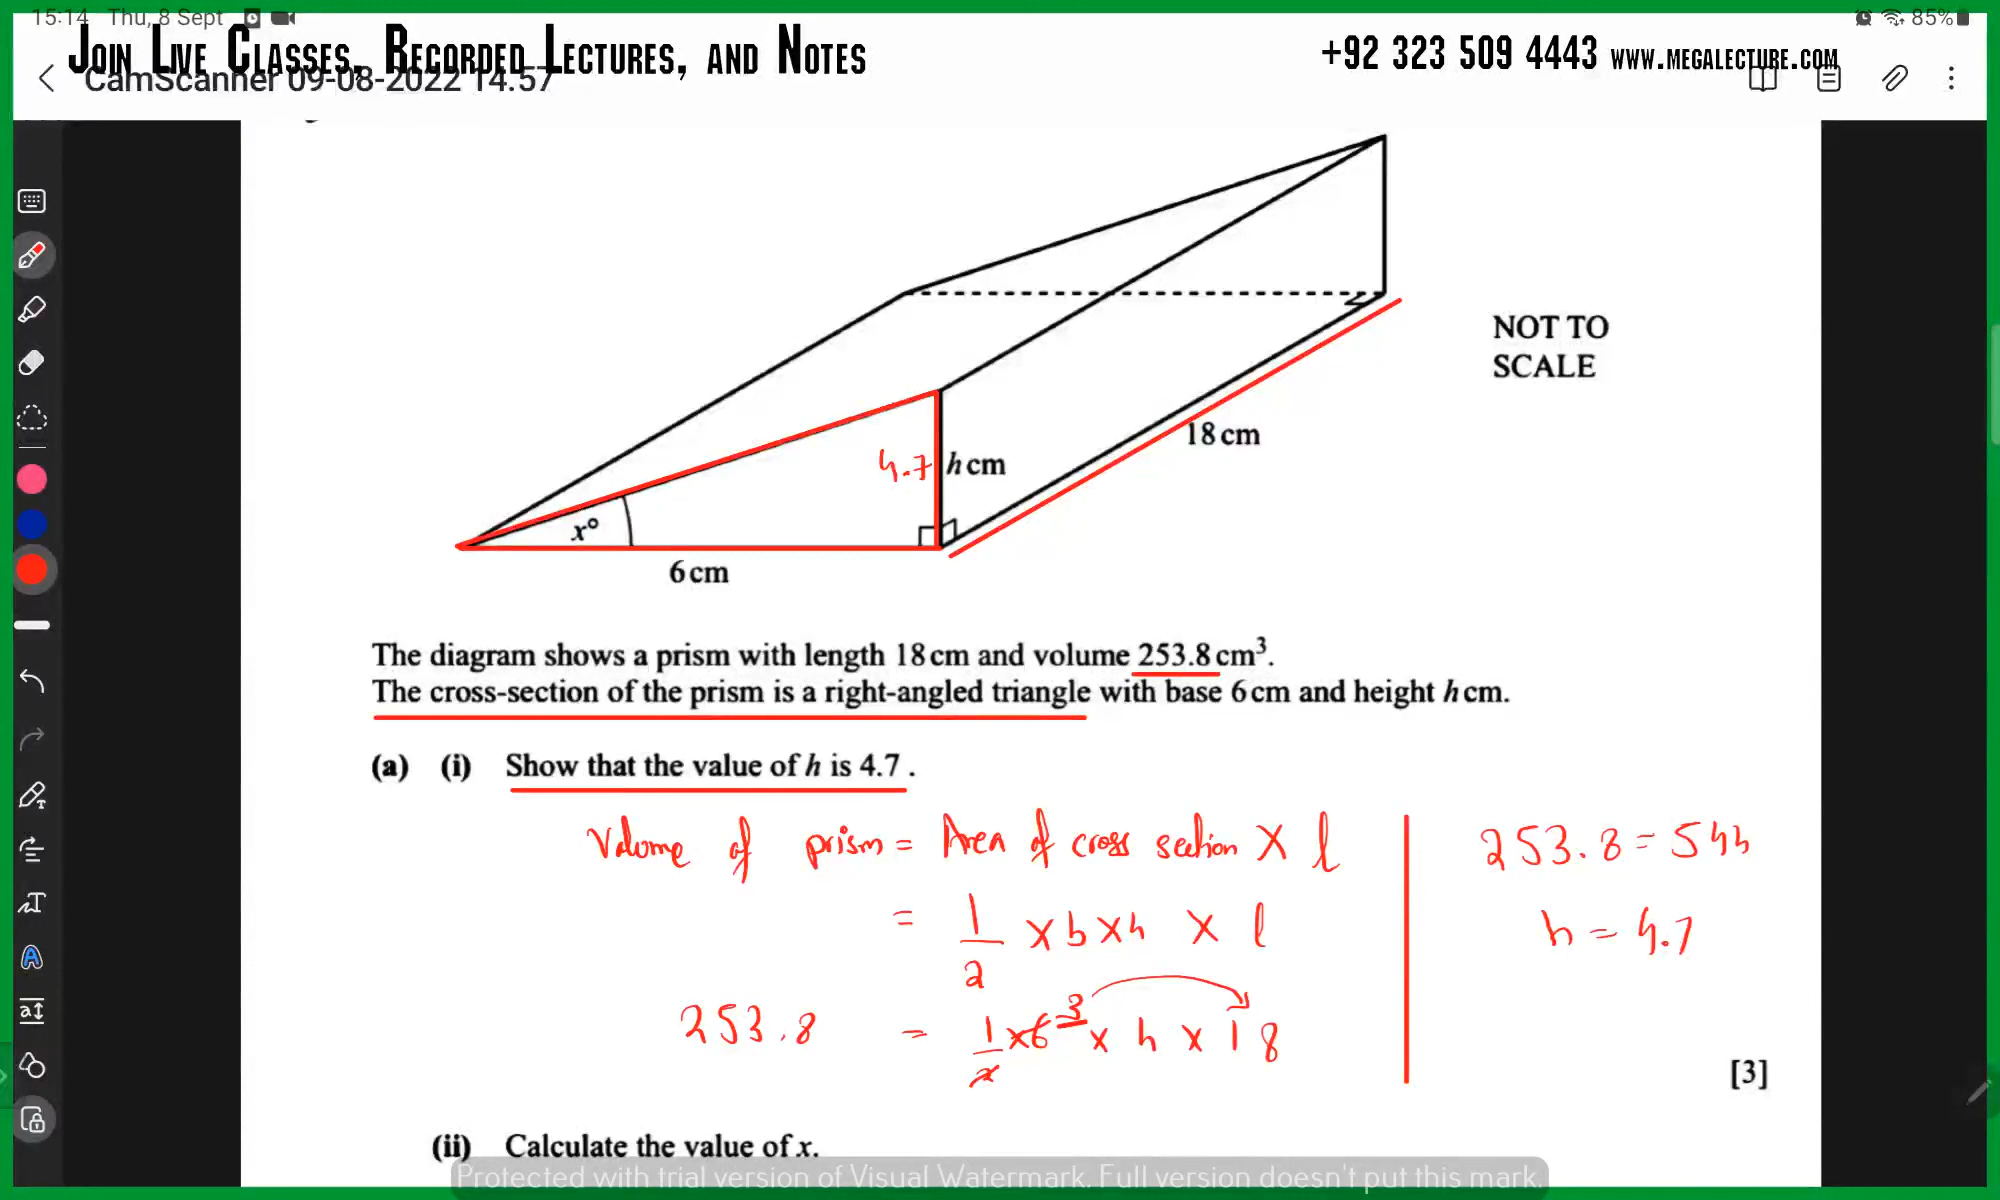 15:14 Thu, 8 Sept 85%
JOIN LIVE CLASSES, RECORDED LECTURES, AND NOTES +92 323 509 4443 WWW.MEGALECTURE.COM
CamScanner 09-08-2022 14.57
NOT TO
SCALE
18 cm
4.7 h cm
x°
6 cm
The diagram shows a prism with length 18 cm and volume 253.8 cm³.
The cross-section of the prism is a right-angled triangle with base 6 cm and height h cm.
(a) (i) Show that the value of h is 4.7 .
Volume of prism = Area of cross section × l
= 1/2 × b × h × l
253.8 = 1/2 × 6 3 × h × 18
253.8 = 54h
h = 4.7
[3]
(ii) Calculate the value of x.
Protected with trial version of Visual Watermark. Full version doesn't put this mark.